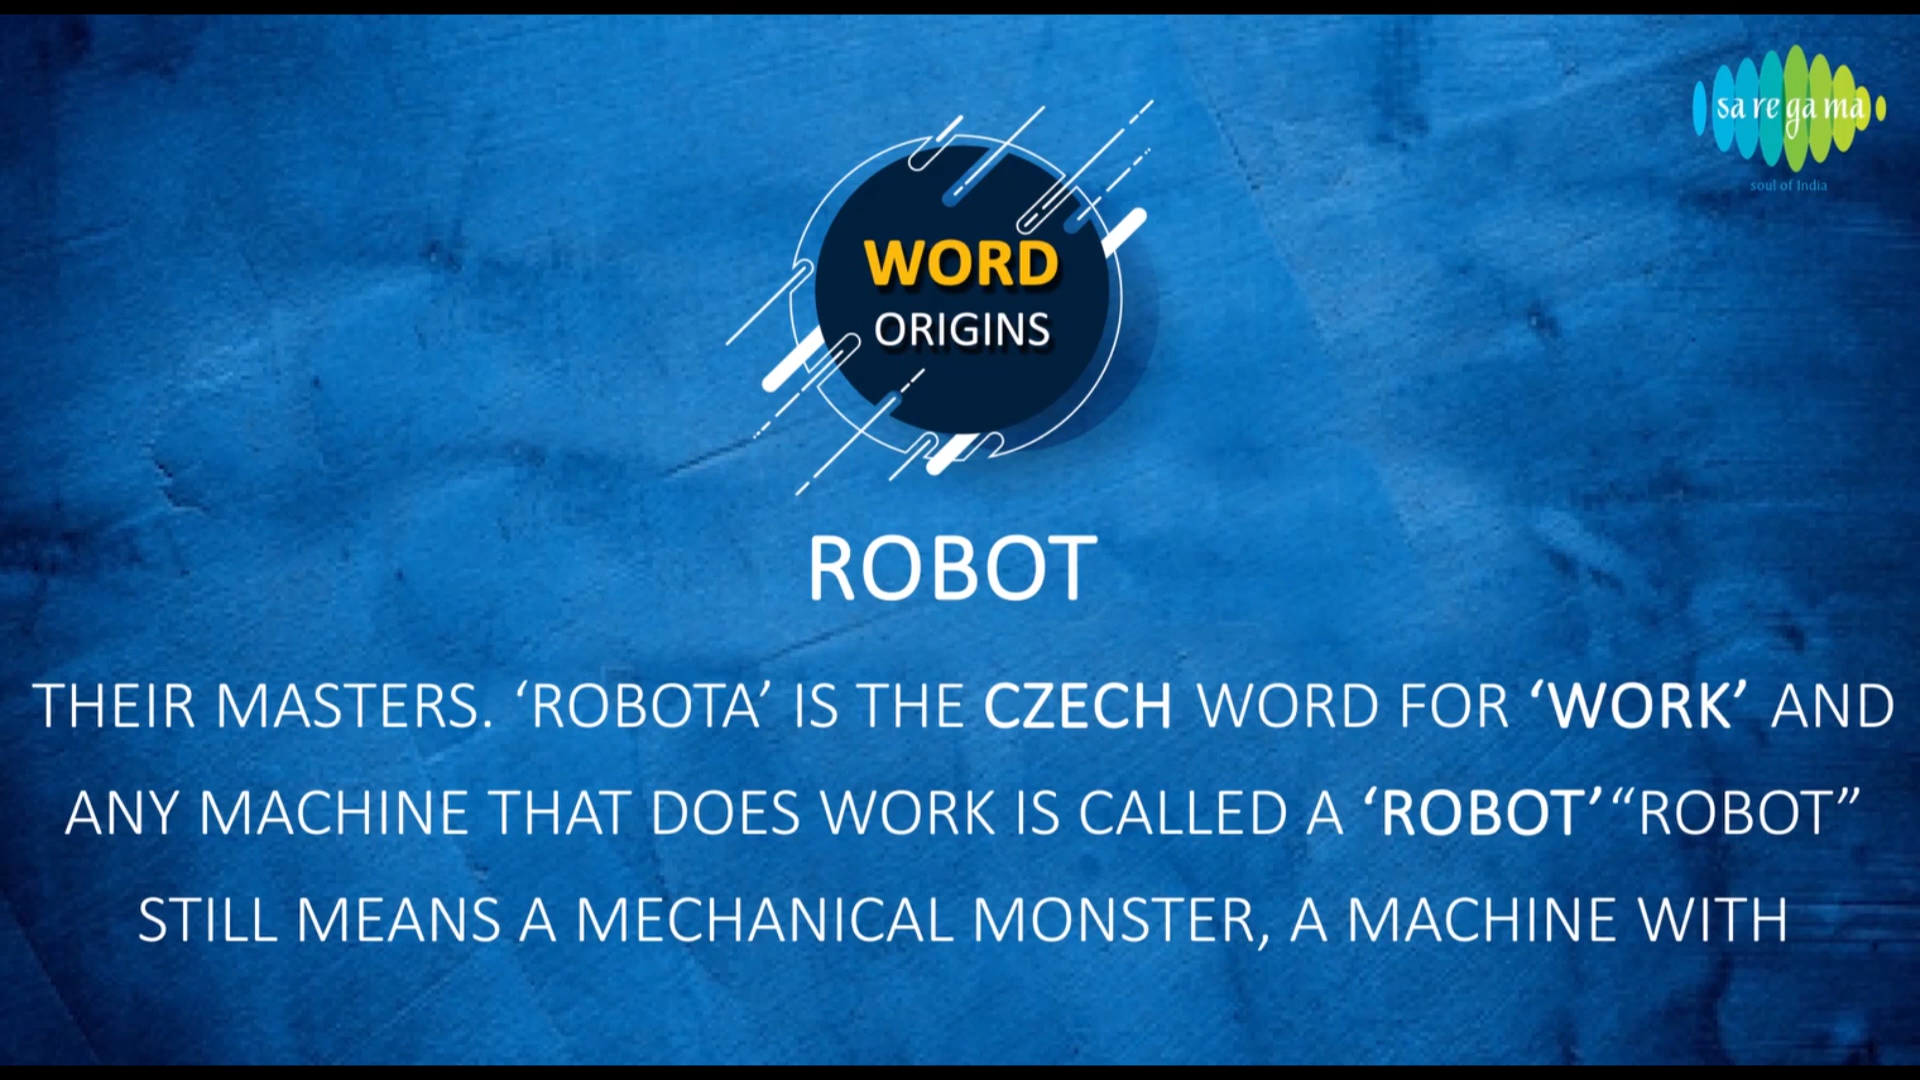 sa re ga ma
soul of India
WORD
ORIGINS
ROBOT
THEIR MASTERS. ‘ROBOTA’ IS THE CZECH WORD FOR ‘WORK’ AND
ANY MACHINE THAT DOES WORK IS CALLED A ‘ROBOT’“ROBOT”
STILL MEANS A MECHANICAL MONSTER, A MACHINE WITH